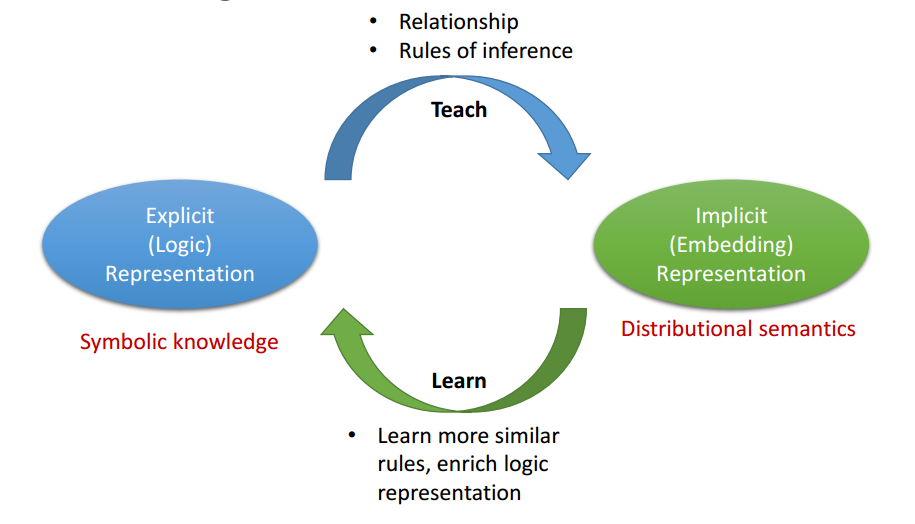 • Relationship
• Rules of inference
Teach
Explicit
(Logic)
Representation
Implicit
(Embedding)
Representation
Symbolic knowledge
Distributional semantics
Learn
• Learn more similar
rules, enrich logic
representation